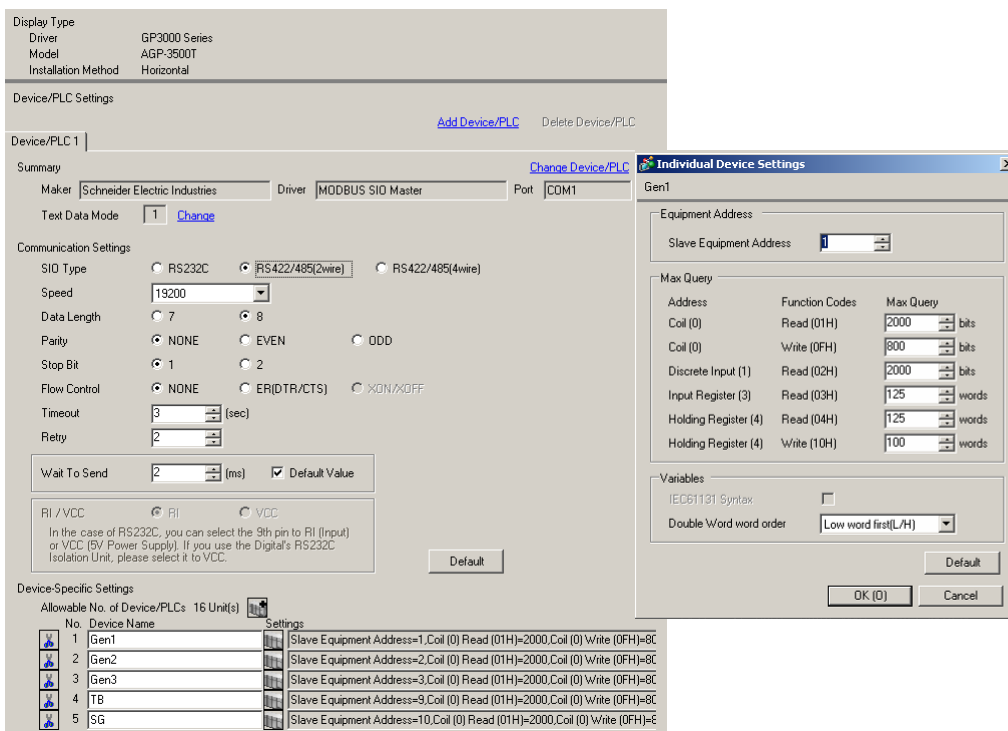 Display Type
Driver GP3000 Series
Model AGP-3500T
Installation Method Horizontal
Device/PLC Settings
Add Device/PLC Delete Device/PLC
Device/PLC 1
Summary Change Device/PLC
Maker Schneider Electric Industries Driver MODBUS SIO Master Port COM1
Text Data Mode 1 Change
Communication Settings
SIO Type RS232C RS422/485(2wire) RS422/485(4wire)
Speed 19200
Data Length 7 8
Parity NONE EVEN ODD
Stop Bit 1 2
Flow Control NONE ER(DTR/CTS) XON/XOFF
Timeout 3 (sec)
Retry 2
Wait To Send 2 (ms) Default Value
RI / VCC RI VCC
In the case of RS232C, you can select the 9th pin to RI (Input)
or VCC (5V Power Supply). If you use the Digital's RS232C
Isolation Unit, please select it to VCC.
Default
Device-Specific Settings
Allowable No. of Device/PLCs 16 Unit(s)
No. Device Name Settings
1 Gen1 Slave Equipment Address=1,Coil (0) Read (01H)=2000,Coil (0) Write (0FH)=80
2 Gen2 Slave Equipment Address=2,Coil (0) Read (01H)=2000,Coil (0) Write (0FH)=80
3 Gen3 Slave Equipment Address=3,Coil (0) Read (01H)=2000,Coil (0) Write (0FH)=80
4 TB Slave Equipment Address=9,Coil (0) Read (01H)=2000,Coil (0) Write (0FH)=80
5 SG Slave Equipment Address=10,Coil (0) Read (01H)=2000,Coil (0) Write (0FH)=8
Individual Device Settings
Gen1
Equipment Address
Slave Equipment Address 1
Max Query
Address Function Codes Max Query
Coil (0) Read (01H) 2000 bits
Coil (0) Write (0FH) 800 bits
Discrete Input (1) Read (02H) 2000 bits
Input Register (3) Read (03H) 125 words
Holding Register (4) Read (04H) 125 words
Holding Register (4) Write (10H) 100 words
Variables
IEC61131 Syntax
Double Word word order Low word first(L/H)
Default
OK (O) Cancel